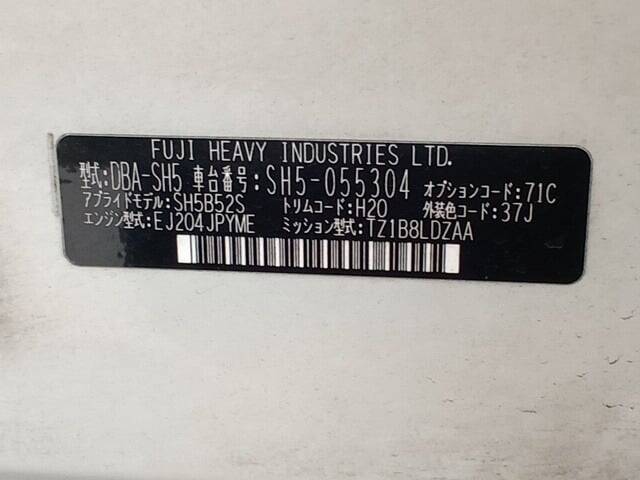 FUJI HEAVY INDUSTRIES LTD.
型式:DBA-SH5 車台番号:SH5-055304 オプションコード:71C
アプライドモデル:SH5B52S トリムコード:H20 外装色コード:37J
エンジン型式:EJ204JPYME ミッション型式:TZ1B8LDZAA